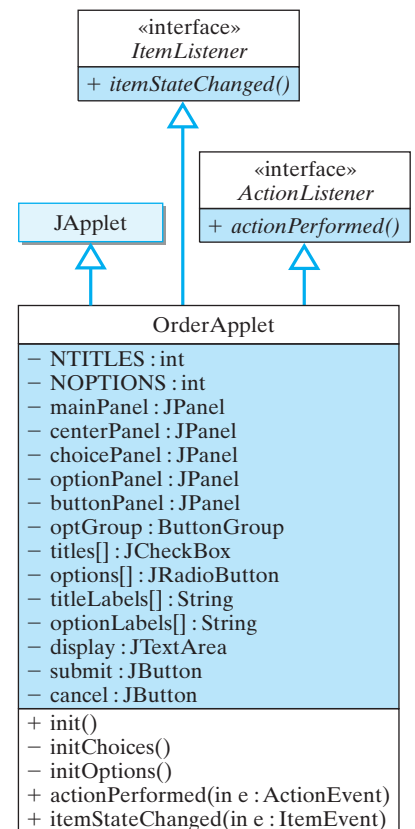 «interface»
ItemListener
+ itemStateChanged()
«interface»
ActionListener
+ actionPerformed()
JApplet
OrderApplet
− NTITLES : int
− NOPTIONS : int
− mainPanel : JPanel
− centerPanel : JPanel
− choicePanel : JPanel
− optionPanel : JPanel
− buttonPanel : JPanel
− optGroup : ButtonGroup
− titles[] : JCheckBox
− options[] : JRadioButton
− titleLabels[] : String
− optionLabels[] : String
− display : JTextArea
− submit : JButton
− cancel : JButton
+ init()
− initChoices()
− initOptions()
+ actionPerformed(in e : ActionEvent)
+ itemStateChanged(in e : ItemEvent)